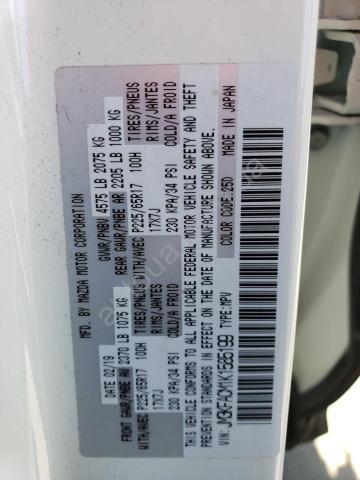 MFD. BY MAZDA MOTOR CORPORATION
DATE 02/19 GVWR/PNBV 4575 LB 2075 KG
FRONT GAWR/PNBE AV 2370 LB 1075 KG REAR GAWR/PNBE AR 2205 LB 1000 KG
WITH/AVEC P225/65R17 100H TIRES/PNEUS WITH/AVEC P225/65R17 100H TIRES/PNEUS
17X7J RIMS/JANTES 17X7J RIMS/JANTES
230 KPA/34 PSI COLD/A FROID 230 KPA/34 PSI COLD/A FROID
THIS VEHICLE CONFORMS TO ALL APPLICABLE FEDERAL MOTOR VEHICLE SAFETY AND THEFT
PREVENTION STANDARDS IN EFFECT ON THE DATE OF MANUFACTURE SHOWN ABOVE.
VIN: TYPE:MPV COLOR CODE:25D MADE IN JAPAN